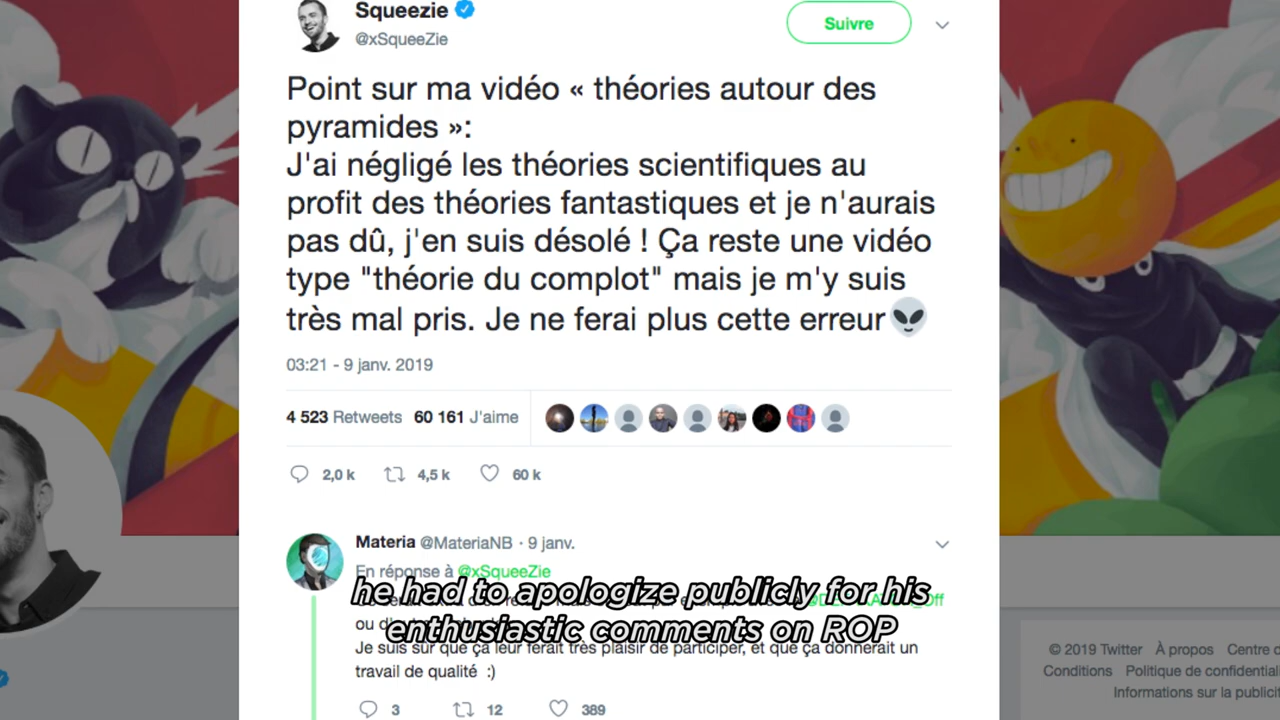 Squeezie
@xSqueeZie
Suivre
Point sur ma vidéo « théories autour des
pyramides »:
J'ai négligé les théories scientifiques au
profit des théories fantastiques et je n'aurais
pas dû, j'en suis désolé ! Ça reste une vidéo
type "théorie du complot" mais je m'y suis
très mal pris. Je ne ferai plus cette erreur👽
03:21 - 9 janv. 2019
4 523 Retweets 60 161 J'aime
2,0 k 4,5 k 60 k
Materia @MateriaNB · 9 janv.
En réponse à @xSqueeZie
he had to apologize publicly for his
enthusiastic comments on ROP
Je suis sûr que ça leur ferait très plaisir de participer, et que ça donnerait un
travail de qualité :)
3 12 389
© 2019 Twitter À propos Centre
Conditions Politique de
Informations sur la